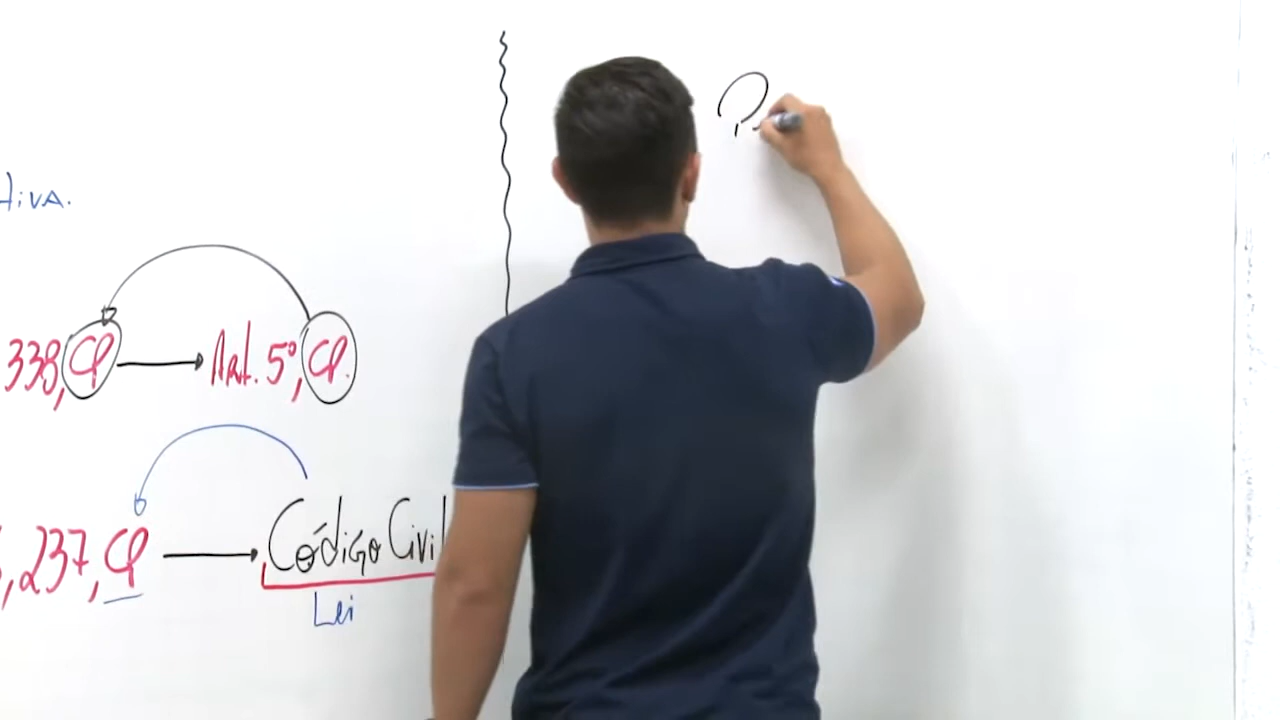 tiva.
338, CP → Art. 5º, CP.
, 237, CP → Código Civil
Lei
?